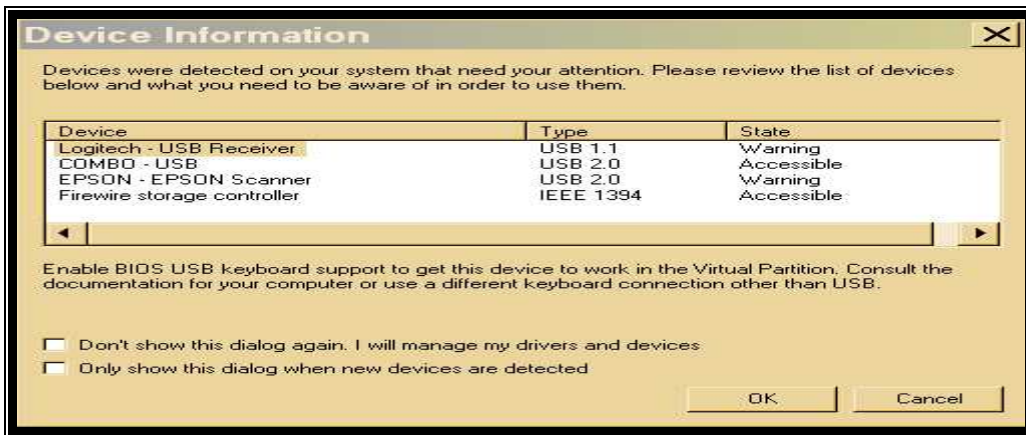 Device Information
Devices were detected on your system that need your attention. Please review the list of devices
below and what you need to be aware of in order to use them.
Device Type State
Logitech - USB Receiver USB 1.1 Warning
COMBO - USB USB 2.0 Accessible
EPSON - EPSON Scanner USB 2.0 Warning
Firewire storage controller IEEE 1394 Accessible
Enable BIOS USB keyboard support to get this device to work in the Virtual Partition. Consult the
documentation for your computer or use a different keyboard connection other than USB.
Don't show this dialog again. I will manage my drivers and devices
Only show this dialog when new devices are detected
OK Cancel